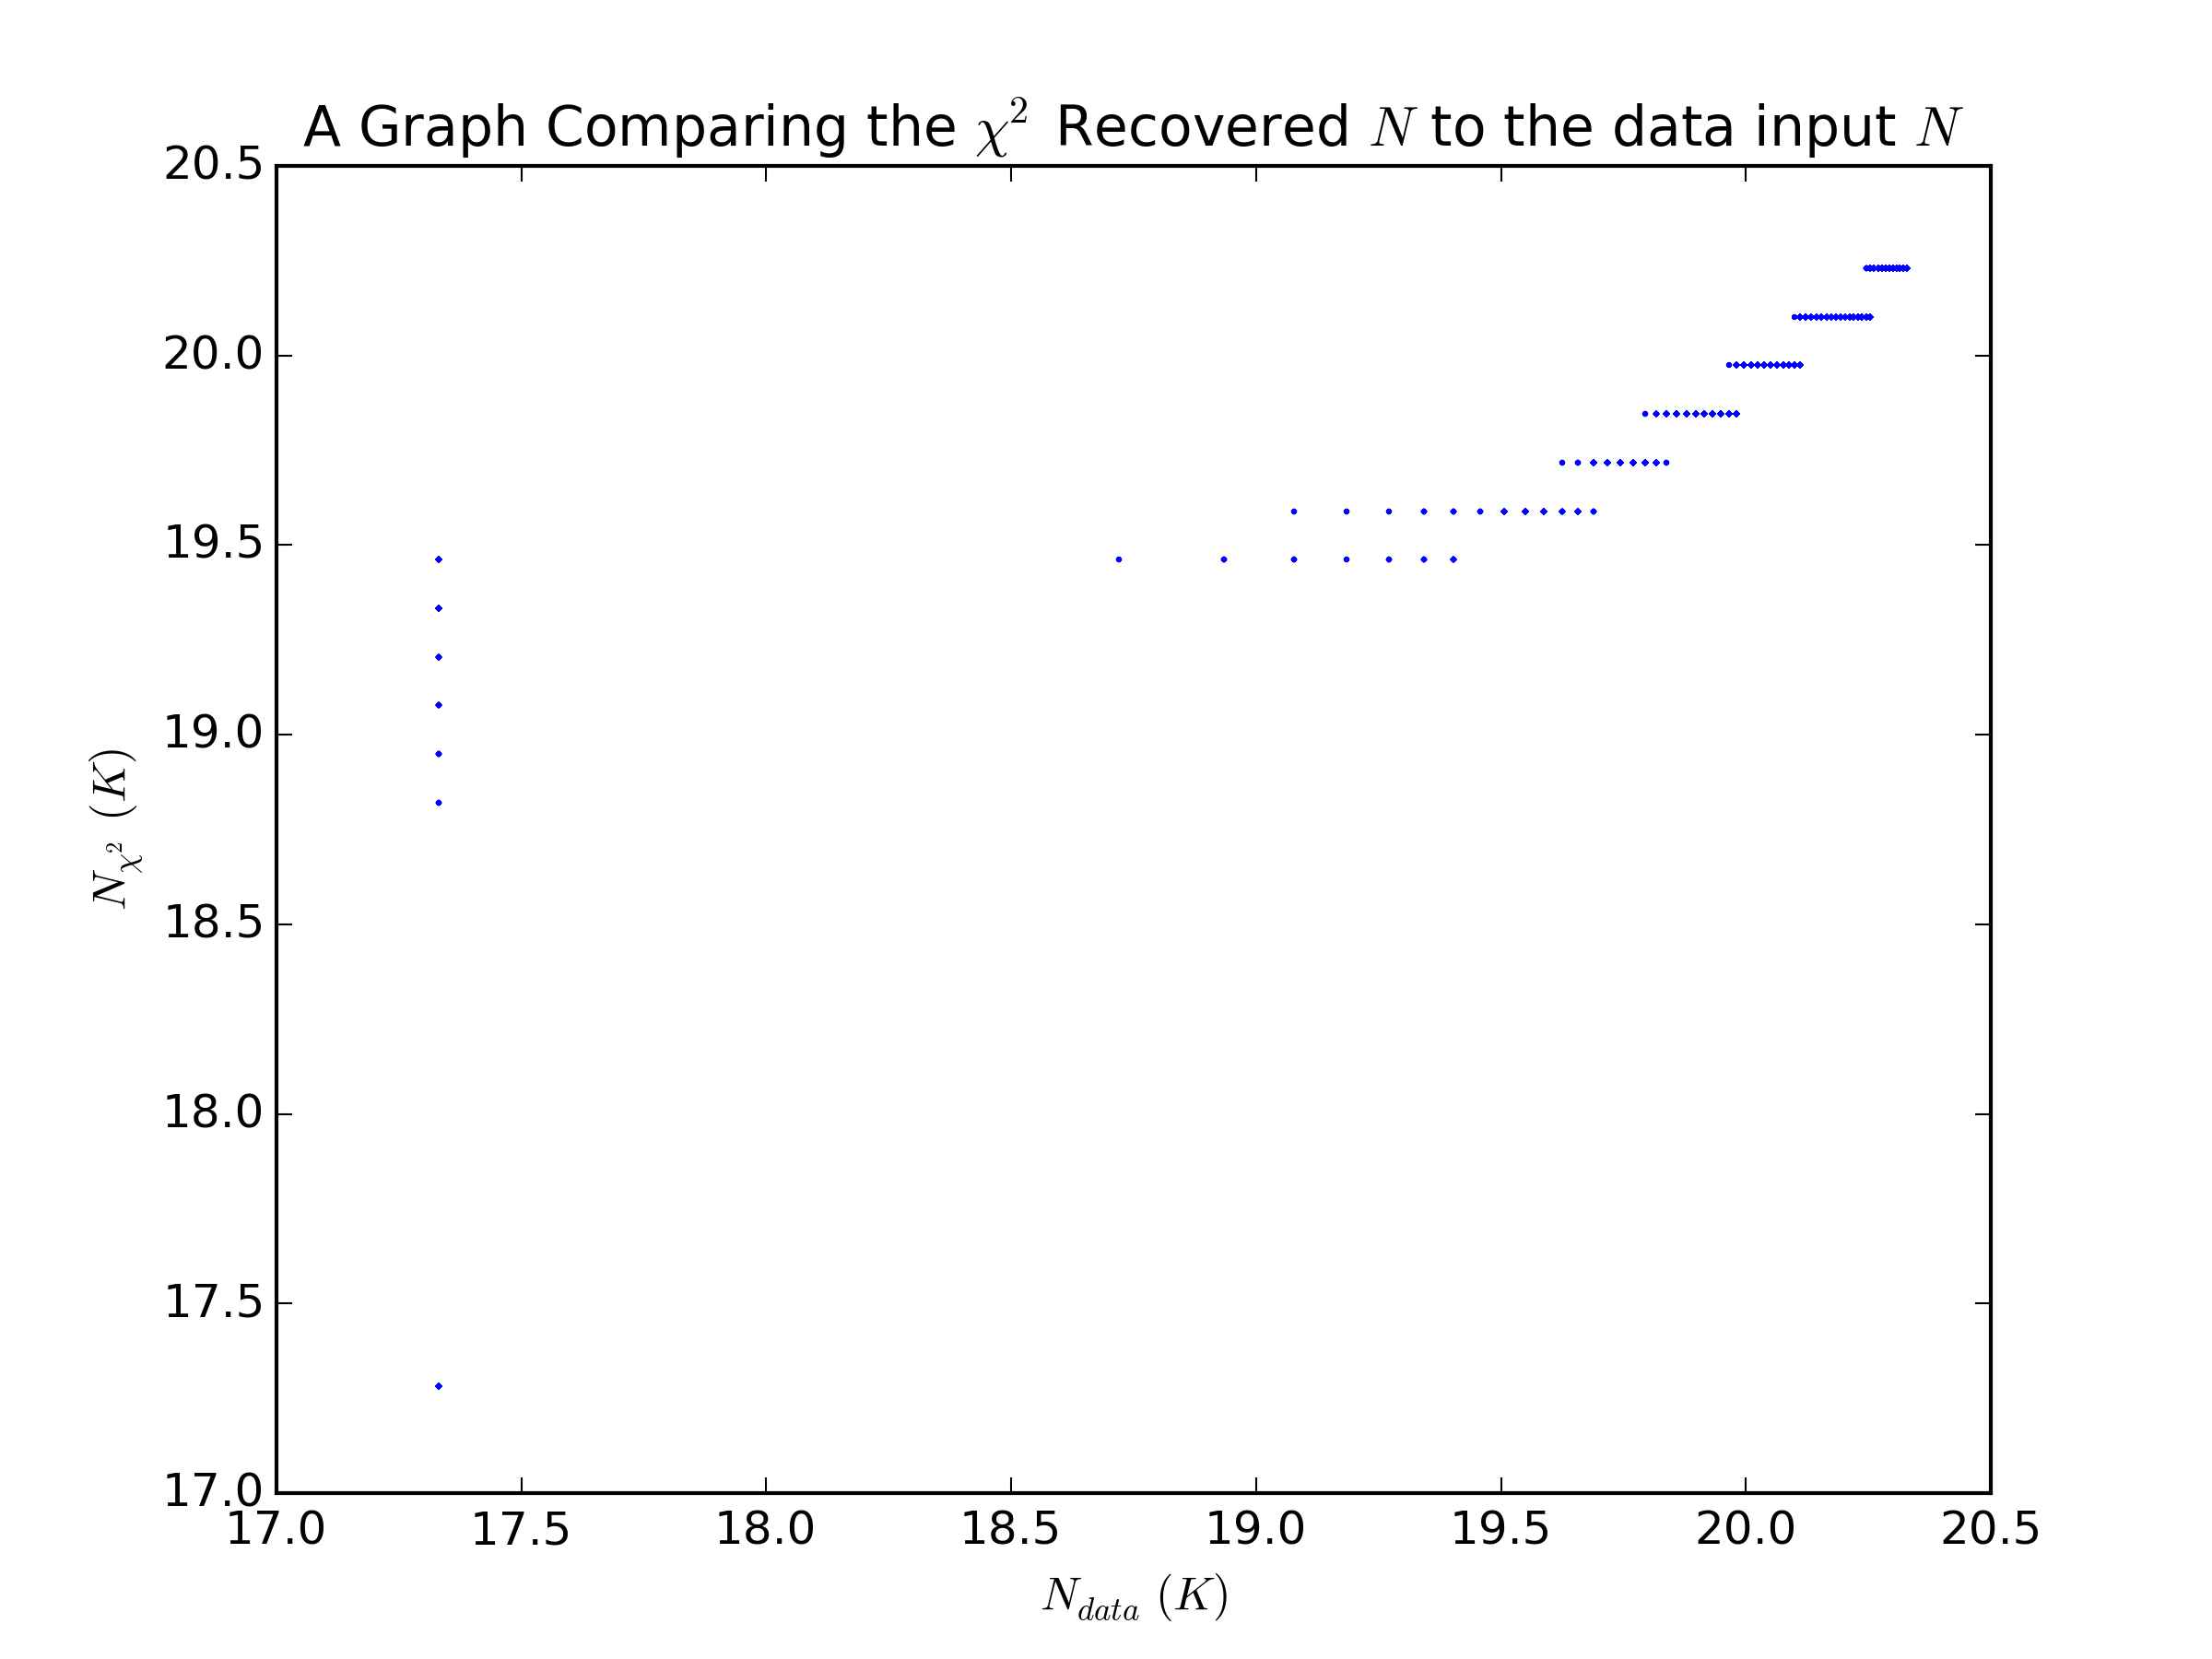 A Graph Comparing the χ² Recovered N to the data input N
20.5
20.0
19.5
19.0
18.5
18.0
17.5
17.0
N_χ² (K)
17.0 17.5 18.0 18.5 19.0 19.5 20.0 20.5
N_data (K)